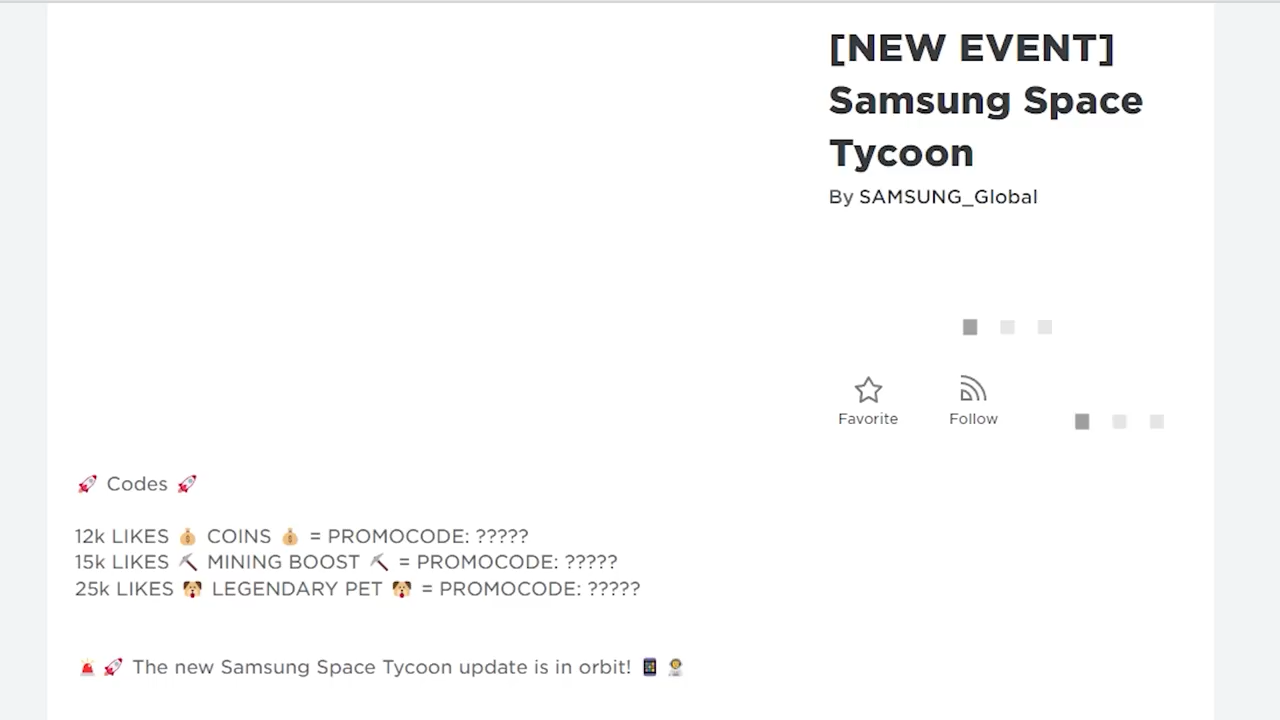 [NEW EVENT]
Samsung Space
Tycoon
By SAMSUNG_Global
Favorite
Follow
🚀 Codes 🚀
12k LIKES 💰 COINS 💰 = PROMOCODE: ?????
15k LIKES ⛏️ MINING BOOST ⛏️ = PROMOCODE: ?????
25k LIKES 🐶 LEGENDARY PET 🐶 = PROMOCODE: ?????
🚨🚀 The new Samsung Space Tycoon update is in orbit! 📱 👨‍🚀